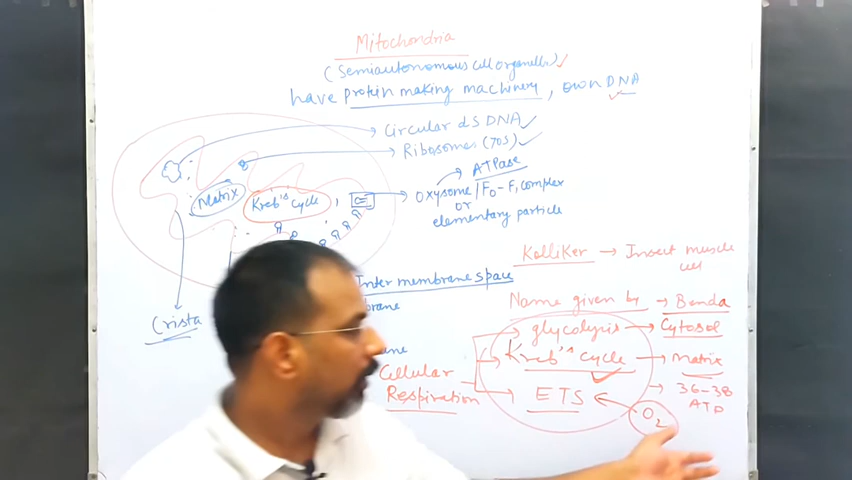 Mitochondria
(Semiautonomous cell organelle)
have protein making machinery, own DNA
Circular ds DNA
Ribosomes (70S)
ATPase
Matrix
Kreb's cycle
Oxysome/F0-F1 complex
or
elementary particle
Kolliker → Insect muscle
cell
Inter membrane space
brane
Name given by → Benda
Crista
glycolysis → Cytosol
ane
Kreb's cycle → Matrix
Cellular
Respiration
ETS
36-38
ATP
O2